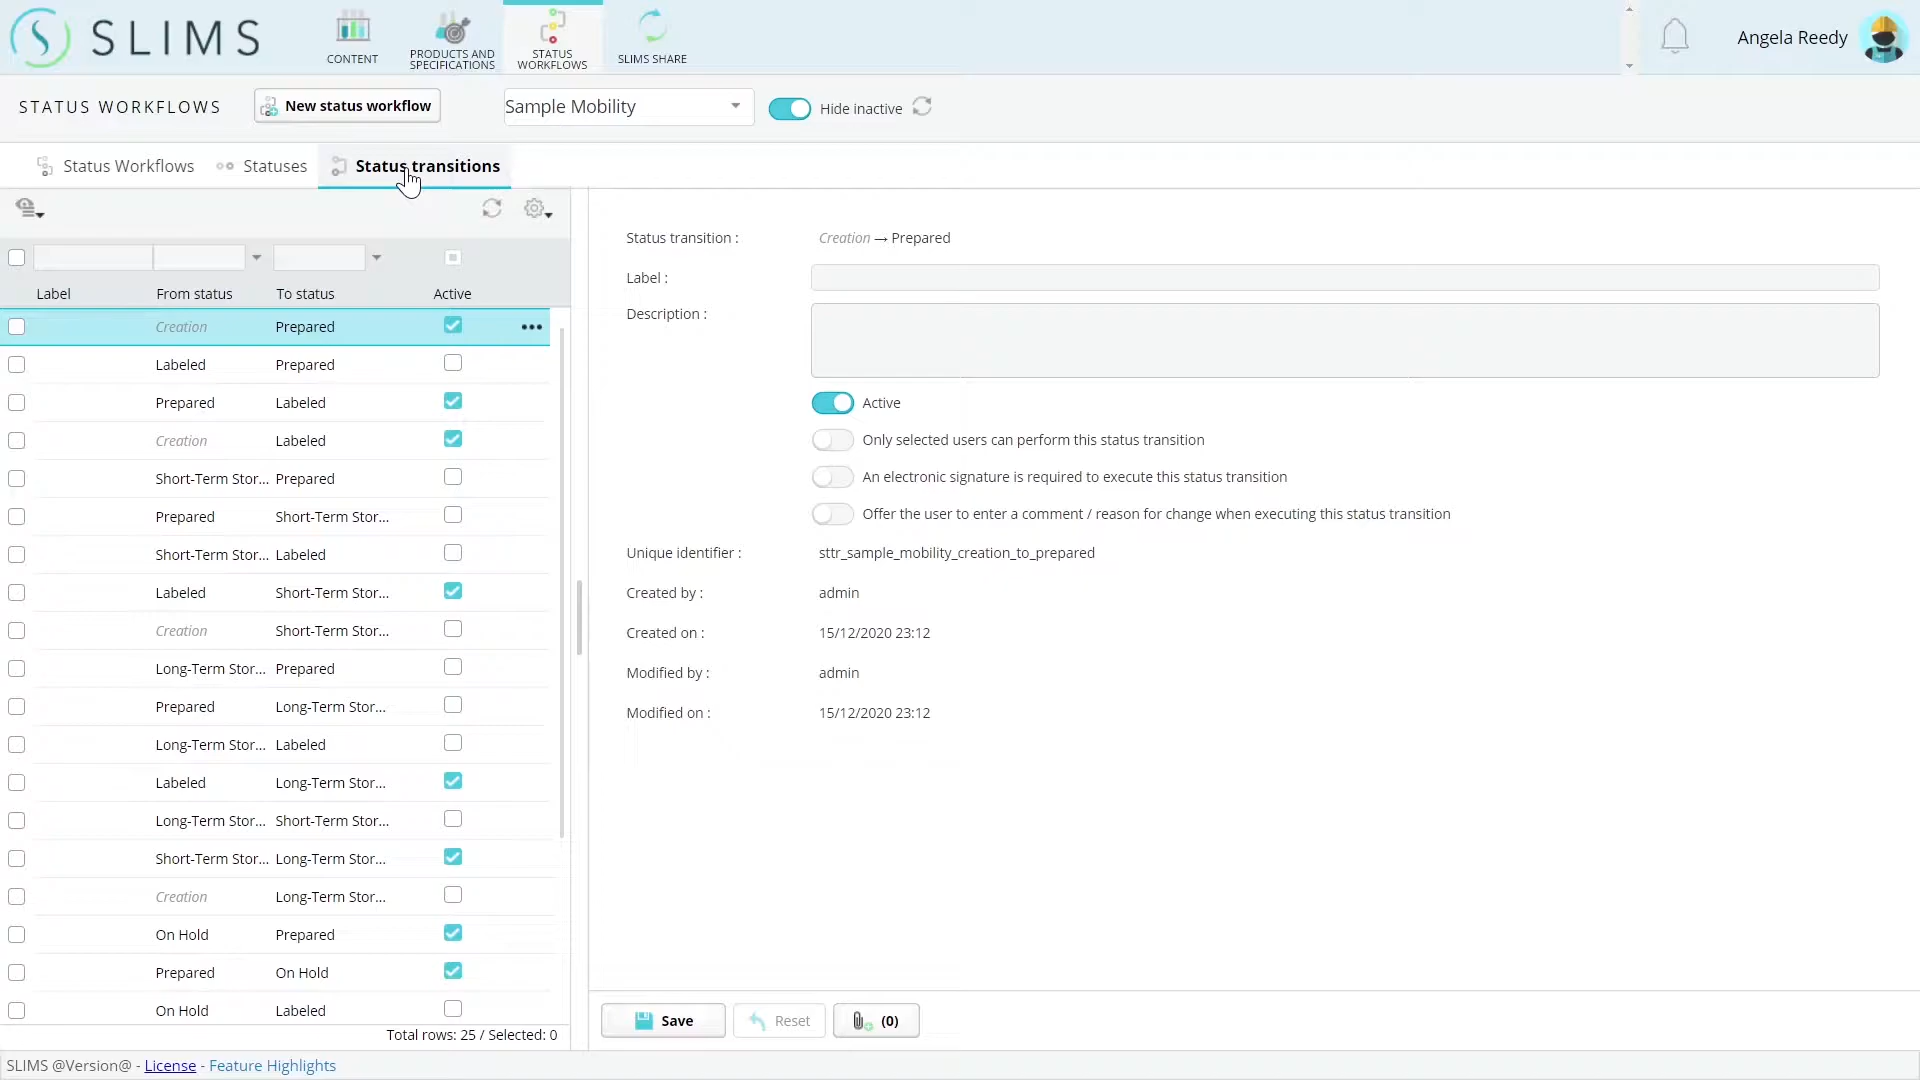 SLIMS
CONTENT
PRODUCTS AND
SPECIFICATIONS
STATUS
WORKFLOWS
SLIMS SHARE
Angela Reedy
STATUS WORKFLOWS
New status workflow
Sample Mobility
Hide inactive
Status Workflows
Statuses
Status transitions
Label From status To status Active
Creation Prepared
Labeled Prepared
Prepared Labeled
Creation Labeled
Short-Term Stor... Prepared
Prepared Short-Term Stor...
Short-Term Stor... Labeled
Labeled Short-Term Stor...
Creation Short-Term Stor...
Long-Term Stor... Prepared
Prepared Long-Term Stor...
Long-Term Stor... Labeled
Labeled Long-Term Stor...
Long-Term Stor... Short-Term Stor...
Short-Term Stor... Long-Term Stor...
Creation Long-Term Stor...
On Hold Prepared
Prepared On Hold
On Hold Labeled
Total rows: 25 / Selected: 0
Status transition : Creation → Prepared
Label :
Description :
Active
Only selected users can perform this status transition
An electronic signature is required to execute this status transition
Offer the user to enter a comment / reason for change when executing this status transition
Unique identifier : sttr_sample_mobility_creation_to_prepared
Created by : admin
Created on : 15/12/2020 23:12
Modified by : admin
Modified on : 15/12/2020 23:12
Save
Reset
(0)
SLIMS @Version@ - License - Feature Highlights